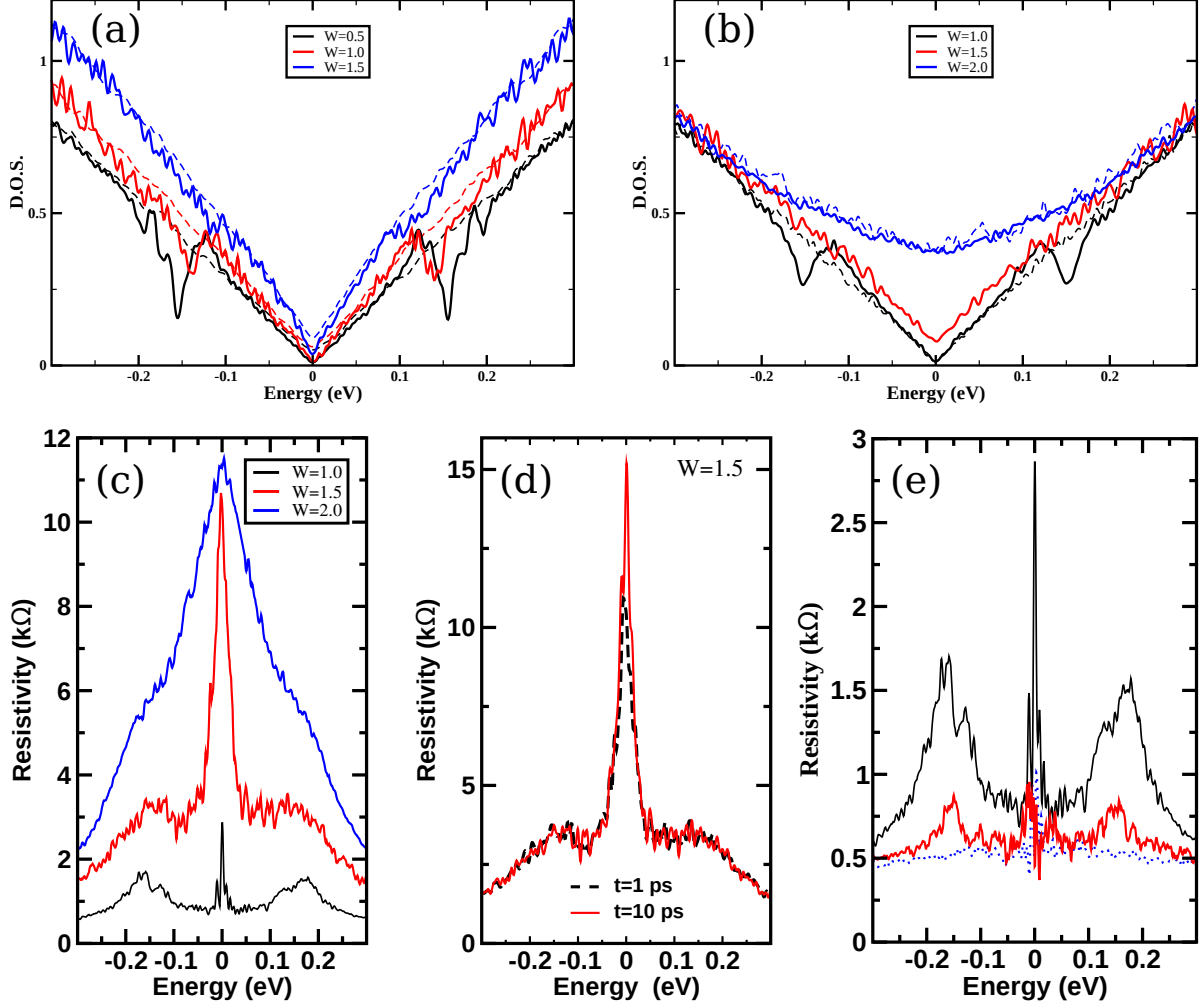 (a)
W=0.5
W=1.0
W=1.5
1
0.5
0
D.O.S.
-0.2 -0.1 0 0.1 0.2
Energy (eV)
(b)
W=1.0
W=1.5
W=2.0
1
0.5
0
D.O.S.
-0.2 -0.1 0 0.1 0.2
Energy (eV)
(c)
W=1.0
W=1.5
W=2.0
12
10
8
6
4
2
0
Resistivity (kΩ)
-0.2 -0.1 0 0.1 0.2
Energy (eV)
(d)
W=1.5
15
10
5
0
Resistivity (kΩ)
t=1 ps
t=10 ps
-0.2 -0.1 0 0.1 0.2
Energy (eV)
(e)
3
2.5
2
1.5
1
0.5
0
Resistivity (kΩ)
-0.2 -0.1 0 0.1 0.2
Energy (eV)